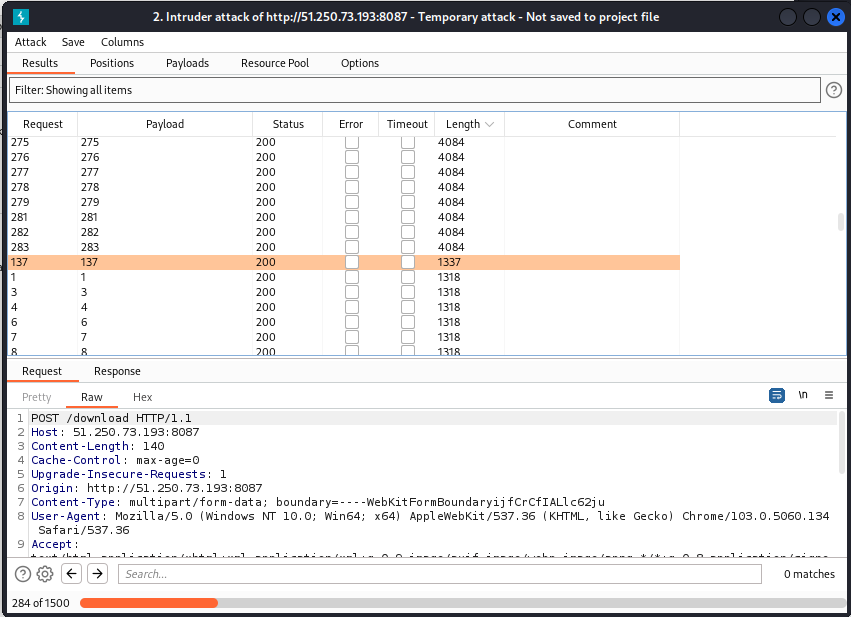 2. Intruder attack of http://51.250.73.193:8087 - Temporary attack - Not saved to project file
Attack Save Columns
Results Positions Payloads Resource Pool Options
Filter: Showing all items
Request Payload Status Error Timeout Length Comment
275 275 200 4084
276 276 200 4084
277 277 200 4084
278 278 200 4084
279 279 200 4084
281 281 200 4084
282 282 200 4084
283 283 200 4084
137 137 200 1337
1 1 200 1318
3 3 200 1318
4 4 200 1318
6 6 200 1318
7 7 200 1318
8 8 200 1318
Request Response
Pretty Raw Hex \n
1 POST /download HTTP/1.1
2 Host: 51.250.73.193:8087
3 Content-Length: 140
4 Cache-Control: max-age=0
5 Upgrade-Insecure-Requests: 1
6 Origin: http://51.250.73.193:8087
7 Content-Type: multipart/form-data; boundary=----WebKitFormBoundaryijfCrCfIALlc62ju
8 User-Agent: Mozilla/5.0 (Windows NT 10.0; Win64; x64) AppleWebKit/537.36 (KHTML, like Gecko) Chrome/103.0.5060.134
Safari/537.36
9 Accept:
Search... 0 matches
284 of 1500